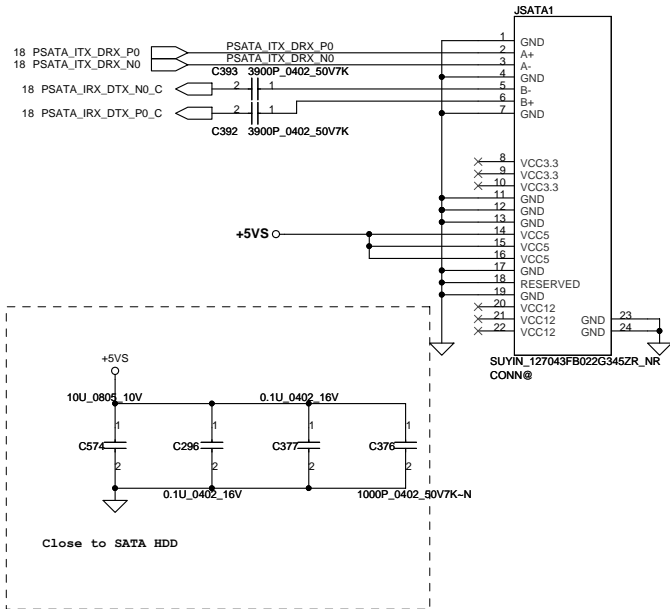 JSATA1
1 GND
18 PSATA_ITX_DRX_P0 PSATA_ITX_DRX_P0 2 A+
18 PSATA_ITX_DRX_N0 PSATA_ITX_DRX_N0 3 A-
C393 3900P_0402_50V7K 4 GND
18 PSATA_IRX_DTX_N0_C 2 1 5 B-
6 B+
18 PSATA_IRX_DTX_P0_C 2 1 7 GND
C392 3900P_0402_50V7K
8 VCC3.3
9 VCC3.3
10 VCC3.3
11 GND
12 GND
13 GND
+5VS 14 VCC5
15 VCC5
16 VCC5
17 GND
18 RESERVED
19 GND
20 VCC12
21 VCC12 GND 23
22 VCC12 GND 24
SUYIN_127043FB022G345ZR_NR
CONN@
+5VS
10U_0805_10V 0.1U_0402_16V
1 1 1 1
C574 C296 C377 C376
2 2 2 2
0.1U_0402_16V 1000P_0402_50V7K~N
Close to SATA HDD